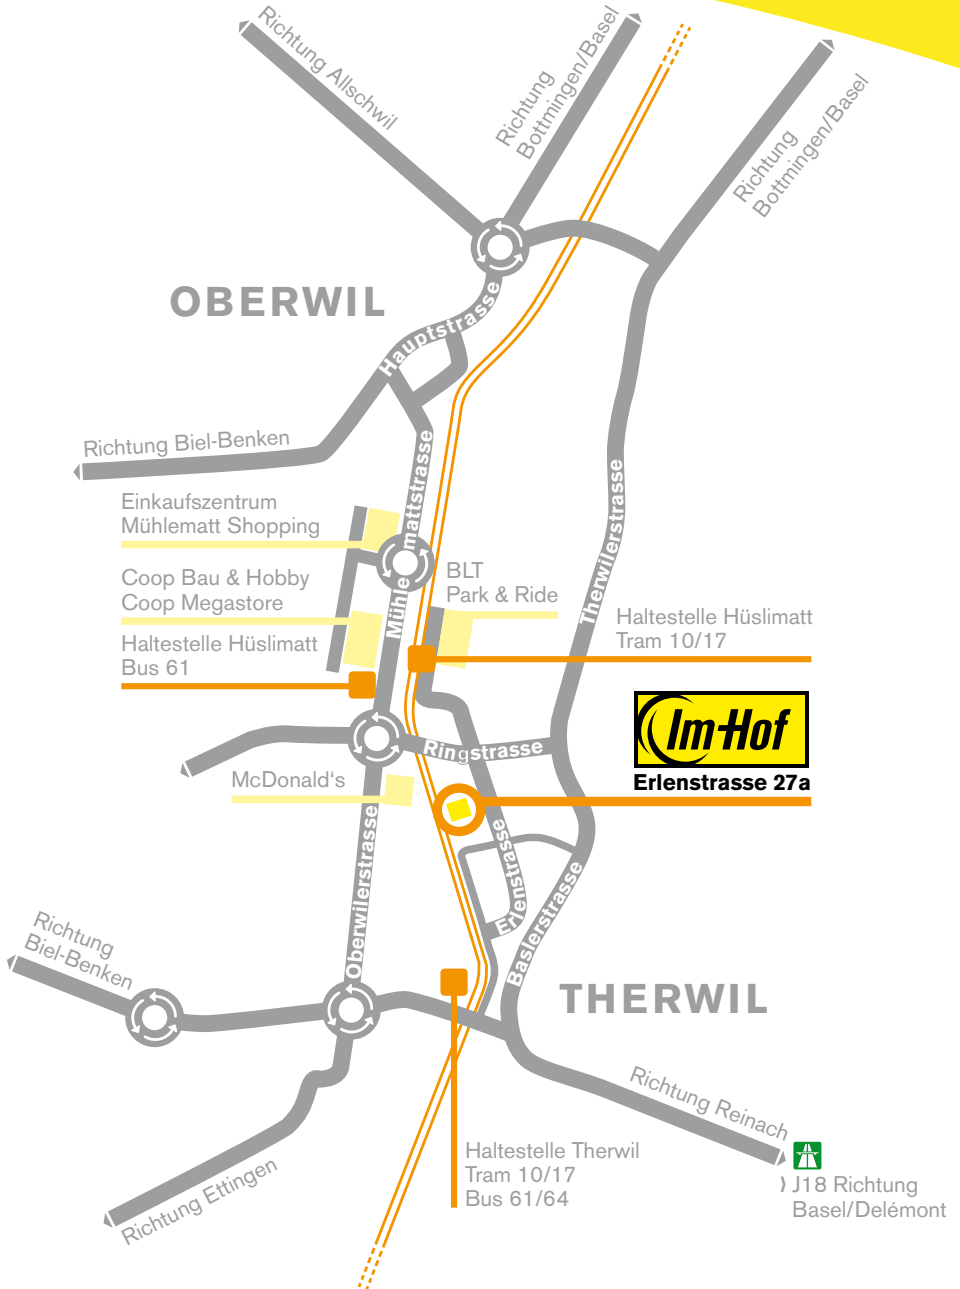 Richtung Allschwil
Richtung
Bottmingen/Basel
Richtung
Bottmingen/Basel
OBERWIL
Hauptstrasse
Richtung Biel-Benken
Mühlemattstrasse
Therwilerstrasse
Einkaufszentrum
Mühlematt Shopping
Coop Bau & Hobby
Coop Megastore
BLT
Park & Ride
Haltestelle Hüslimatt
Tram 10/17
Haltestelle Hüslimatt
Bus 61
Im-Hof
Erlenstrasse 27a
Ringstrasse
McDonald‘s
Oberwilerstrasse
Erlenstrasse
Baslerstrasse
Richtung
Biel-Benken
THERWIL
Richtung Reinach
Haltestelle Therwil
Tram 10/17
Bus 61/64
J18 Richtung
Basel/Delémont
Richtung Ettingen